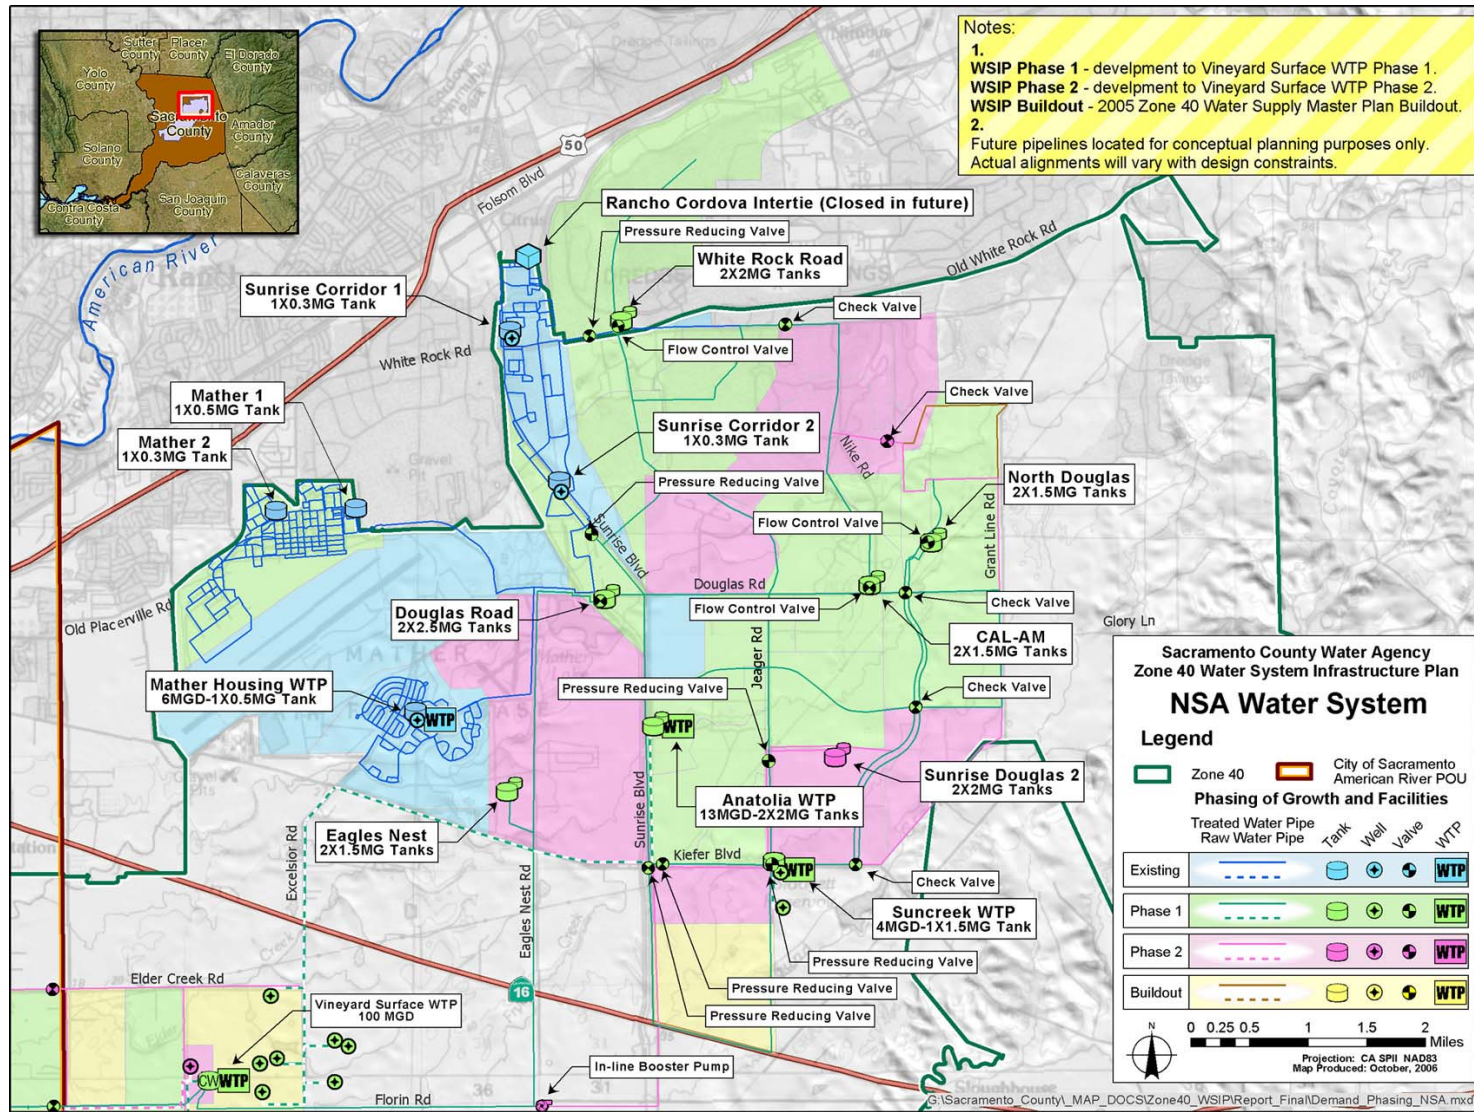 Notes:
1.
WSIP Phase 1 - develpment to Vineyard Surface WTP Phase 1.
WSIP Phase 2 - develpment to Vineyard Surface WTP Phase 2.
WSIP Buildout - 2005 Zone 40 Water Supply Master Plan Buildout.
2.
Future pipelines located for conceptual planning purposes only.
Actual alignments will vary with design constraints.
Sutter County
Placer County
El Dorado County
Yolo County
Sacramento County
Amador County
Solano County
Calaveras County
Contra Costa County
San Joaquin County
American River
50
Folsom Blvd
Rancho Cordova Intertie (Closed in future)
Pressure Reducing Valve
White Rock Road
2X2MG Tanks
Old White Rock Rd
Sunrise Corridor 1
1X0.3MG Tank
Check Valve
White Rock Rd
Flow Control Valve
Mather 1
1X0.5MG Tank
Check Valve
Mather 2
1X0.3MG Tank
Sunrise Corridor 2
1X0.3MG Tank
Nike Rd
Gravel Pit
Pressure Reducing Valve
North Douglas
2X1.5MG Tanks
Flow Control Valve
Sunrise Blvd
Grant Line Rd
Douglas Rd
Old Placerville Rd
Douglas Road
2X2.5MG Tanks
Flow Control Valve
Check Valve
Glory Ln
CAL-AM
2X1.5MG Tanks
Jeager Rd
MATHER
Mather Housing WTP
6MGD-1X0.5MG Tank
WTP
Pressure Reducing Valve
Check Valve
WTP
Sunrise Douglas 2
2X2MG Tanks
Anatolia WTP
13MGD-2X2MG Tanks
Eagles Nest
2X1.5MG Tanks
Sunrise Blvd
Excelsior Rd
Kiefer Blvd
WTP
Check Valve
Suncreek WTP
4MGD-1X1.5MG Tank
Eagles Nest Rd
Pressure Reducing Valve
Pressure Reducing Valve
Pressure Reducing Valve
Elder Creek Rd
16
Vineyard Surface WTP
100 MGD
CW WTP
In-line Booster Pump
Florin Rd
36
31
Sloughhouse
Sacramento County Water Agency
Zone 40 Water System Infrastructure Plan
NSA Water System
Legend
Zone 40
City of Sacramento
American River POU
Phasing of Growth and Facilities
Treated Water Pipe
Raw Water Pipe
Tank
Well
Valve
WTP
Existing WTP
Phase 1 WTP
Phase 2 WTP
Buildout WTP
N
0 0.25 0.5 1 1.5 2
Miles
Projection: CA SPII NAD83
Map Produced: October, 2006
G:\Sacramento_County\_MAP_DOCS\Zone40_WSIP\Report_Final\Demand_Phasing_NSA.mxd